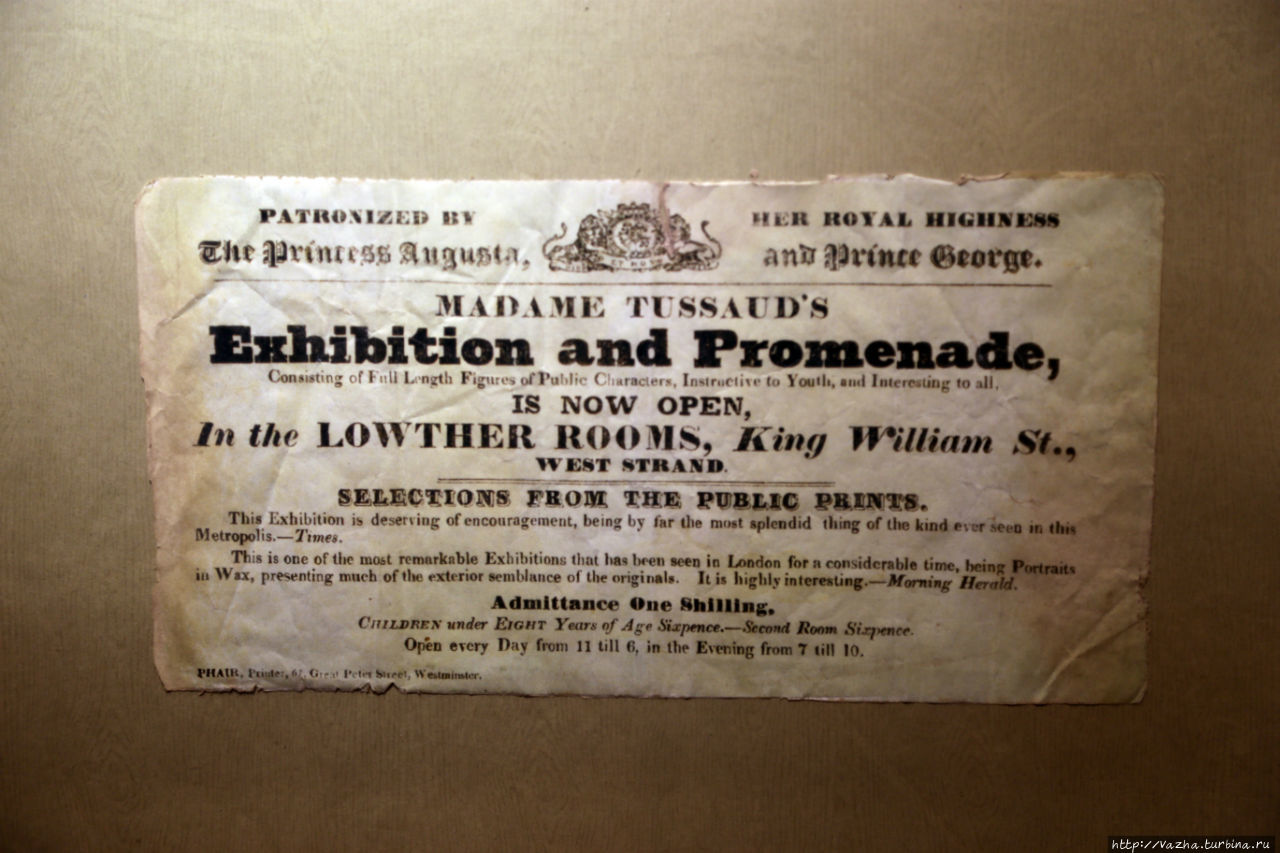 PATRONIZED BY HER ROYAL HIGHNESS
The Princess Augusta, and Prince George.
MADAME TUSSAUD'S
Exhibition and Promenade,
Consisting of Full Length Figures of Public Characters, Instructive to Youth, and Interesting to all,
IS NOW OPEN,
In the LOWTHER ROOMS, King William St.,
WEST STRAND.
SELECTIONS FROM THE PUBLIC PRINTS.
This Exhibition is deserving of encouragement, being by far the most splendid thing of the kind ever seen in this
Metropolis.—Times.
This is one of the most remarkable Exhibitions that has been seen in London for a considerable time, being Portraits
in Wax, presenting much of the exterior semblance of the originals. It is highly interesting.—Morning Herald.
Admittance One Shilling.
CHILDREN under EIGHT Years of Age Sixpence.—Second Room Sixpence.
Open every Day from 11 till 6, in the Evening from 7 till 10.
PHAIR, Printer, Great Peter Street, Westminster.
http://vazha.turbina.ru